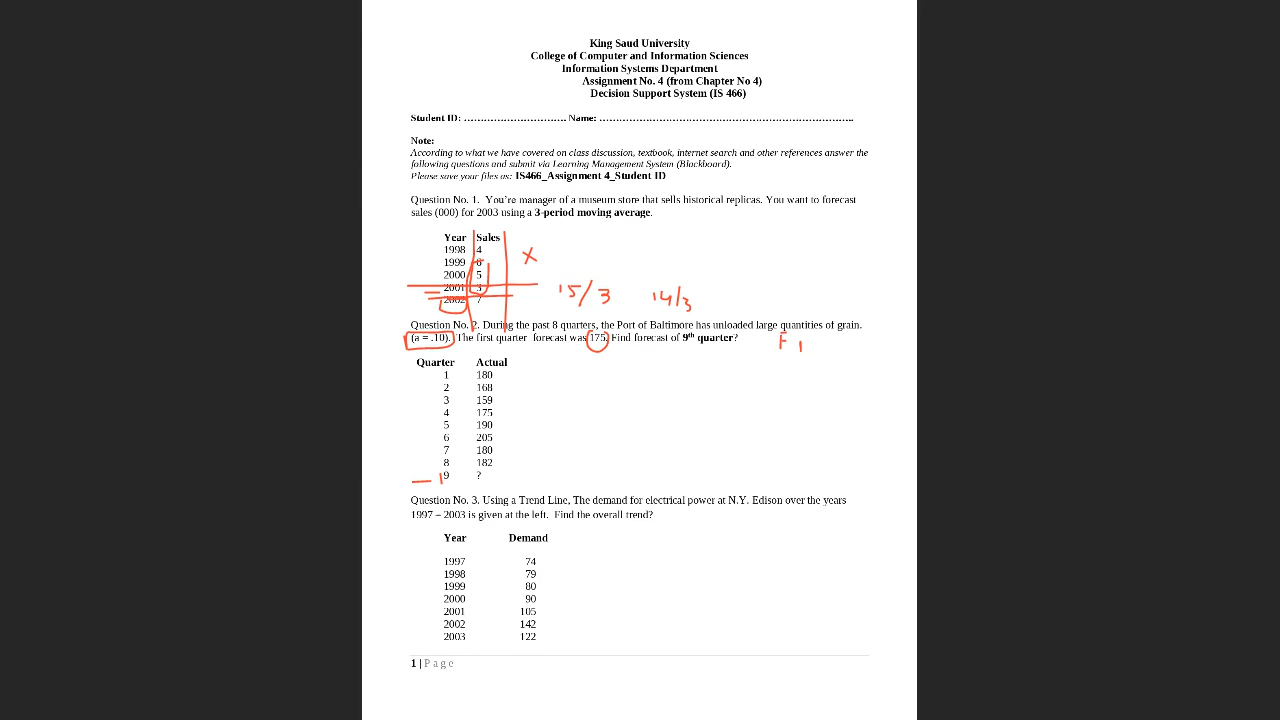 King Saud University
College of Computer and Information Sciences
Information Systems Department
Assignment No. 4 (from Chapter No 4)
Decision Support System (IS 466)
Student ID: ............................... Name: ...............................................................................
Note:
According to what we have covered on class discussion, textbook, internet search and other references answer the
following questions and submit via Learning Management System (Blackboard).
Please save your files as: IS466_Assignment 4_Student ID
Question No. 1. You're manager of a museum store that sells historical replicas. You want to forecast
sales (000) for 2003 using a 3-period moving average.
Year Sales
1998 4
1999 6
2000 5
2001 3
2002 7
X
15/3 14/3
Question No. 2. During the past 8 quarters, the Port of Baltimore has unloaded large quantities of grain.
(a = .10). The first quarter forecast was 175. Find forecast of 9th quarter?
F1
Quarter Actual
1 180
2 168
3 159
4 175
5 190
6 205
7 180
8 182
9 ?
Question No. 3. Using a Trend Line, The demand for electrical power at N.Y. Edison over the years
1997 – 2003 is given at the left. Find the overall trend?
Year Demand
1997 74
1998 79
1999 80
2000 90
2001 105
2002 142
2003 122
1 | Page